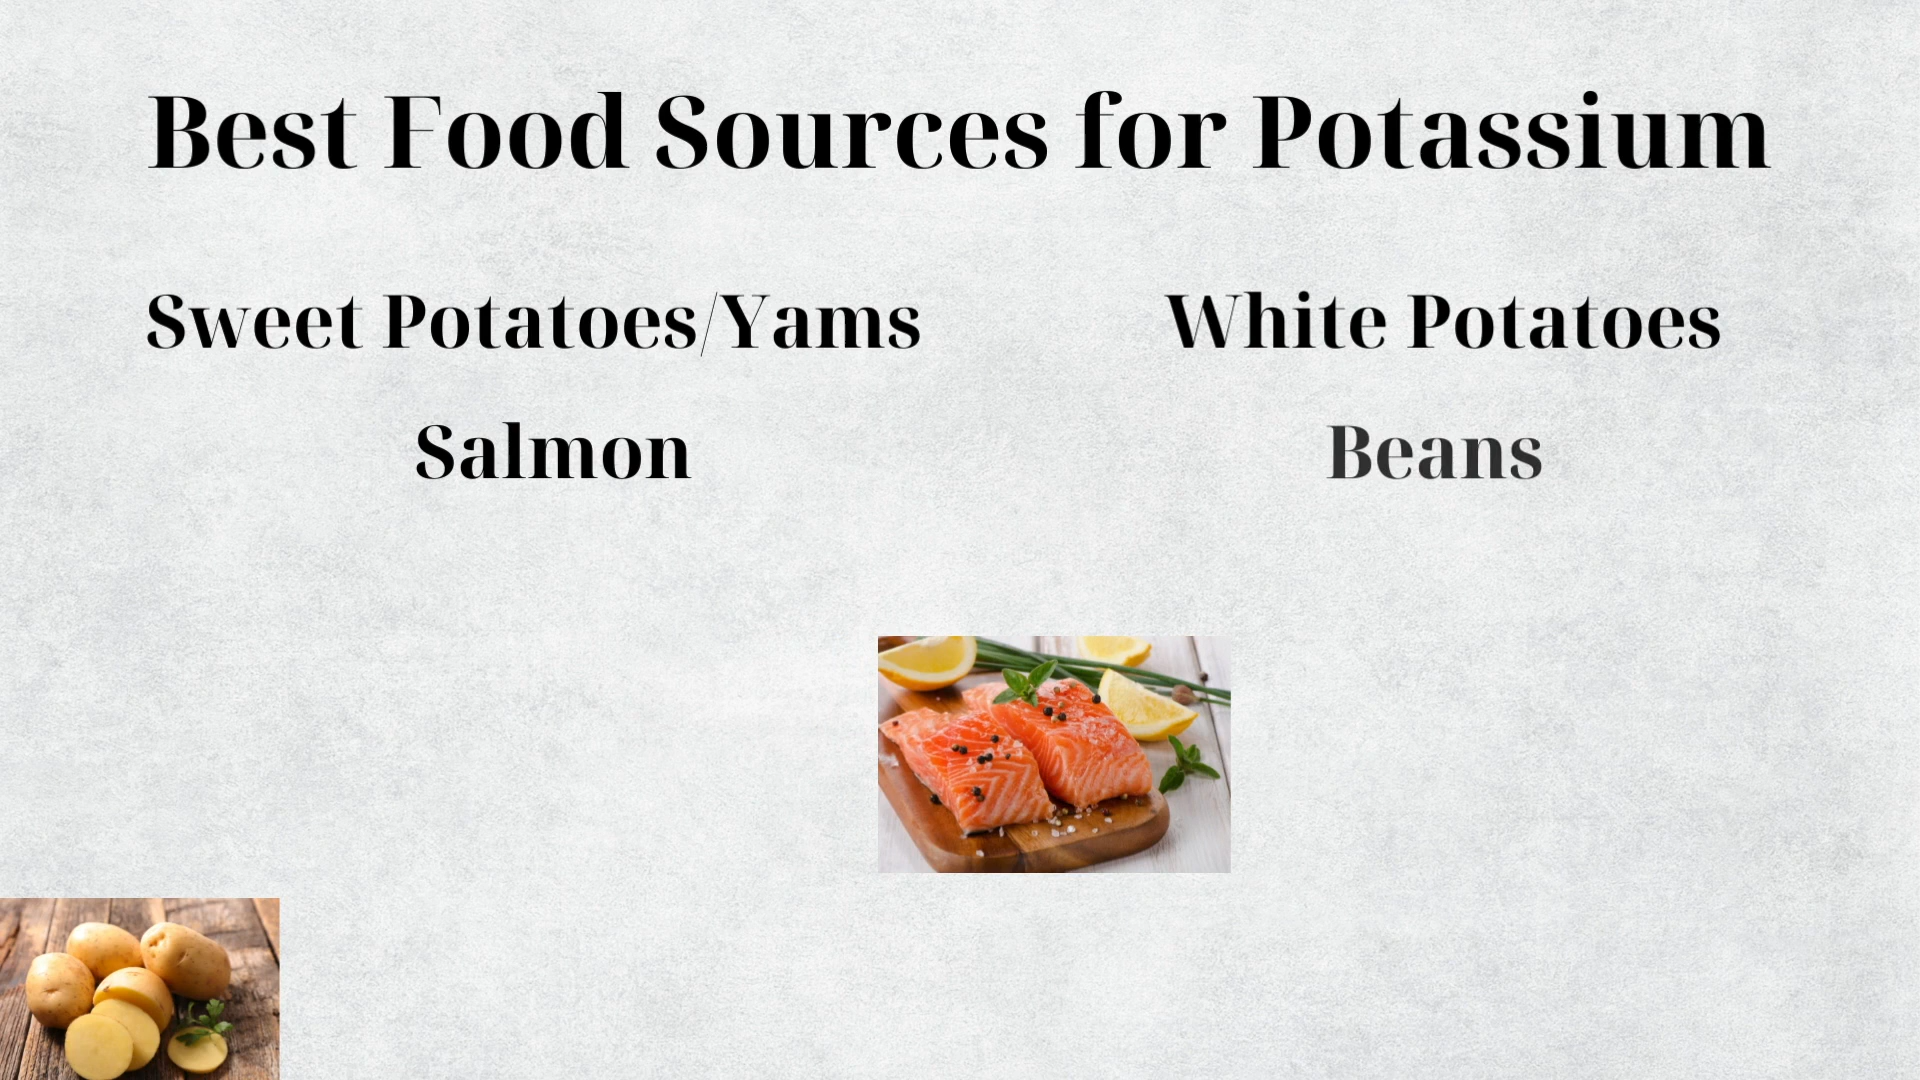 Best Food Sources for Potassium
Sweet Potatoes/Yams
White Potatoes
Salmon
Beans